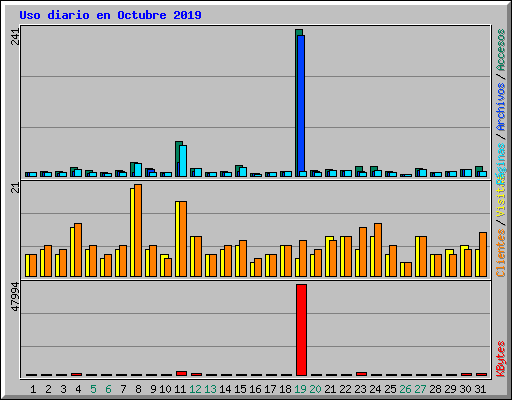 Uso diario en Octubre 2019
241
21
47994
Accesos / Archivos / Páginas / Visitas / Clientes
KBytes
1 2 3 4 5 6 7 8 9 10 11 12 13 14 15 16 17 18 19 20 21 22 23 24 25 26 27 28 29 30 31